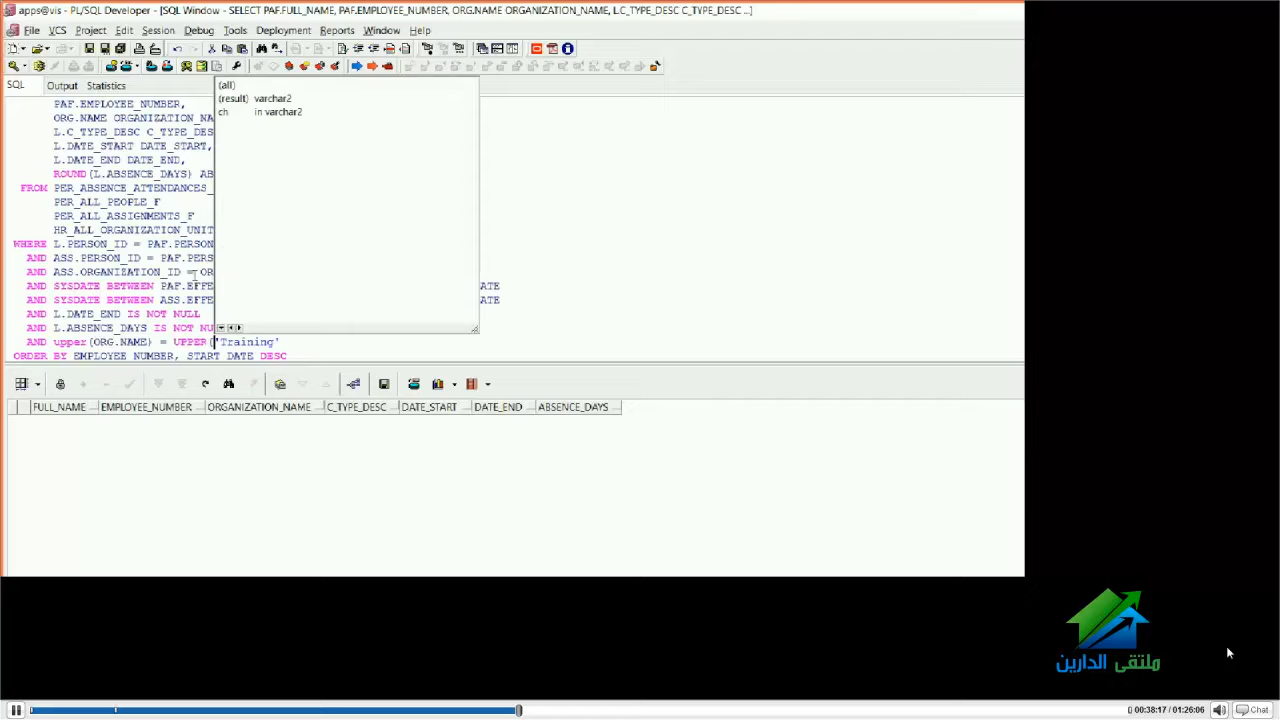 apps@vis - PL/SQL Developer - [SQL Window - SELECT PAF.FULL_NAME, PAF.EMPLOYEE_NUMBER, ORG.NAME ORGANIZATION_NAME, L.C_TYPE_DESC C_TYPE_DESC ...]
File VCS Project Edit Session Debug Tools Deployment Reports Window Help
SQL Output Statistics
(all)
(result) varchar2
ch in varchar2
PAF.EMPLOYEE_NUMBER,
ORG.NAME ORGANIZATION_NA
L.C_TYPE_DESC C_TYPE_DES
L.DATE_START DATE_START,
L.DATE_END DATE_END,
ROUND(L.ABSENCE_DAYS) AB
FROM PER_ABSENCE_ATTENDANCES_
PER_ALL_PEOPLE_F
PER_ALL_ASSIGNMENTS_F
HR_ALL_ORGANIZATION_UNIT
WHERE L.PERSON_ID = PAF.PERSON
AND ASS.PERSON_ID = PAF.PERS
AND ASS.ORGANIZATION_ID = OR
AND SYSDATE BETWEEN PAF.EFFE ATE
AND SYSDATE BETWEEN ASS.EFFE ATE
AND L.DATE_END IS NOT NULL
AND L.ABSENCE_DAYS IS NOT NU
AND upper(ORG.NAME) = UPPER('Training'
ORDER BY EMPLOYEE_NUMBER, START_DATE DESC
FULL_NAME EMPLOYEE_NUMBER ORGANIZATION_NAME C_TYPE_DESC DATE_START DATE_END ABSENCE_DAYS
ملتقى الدارين
00:38:17 / 01:26:06 Chat